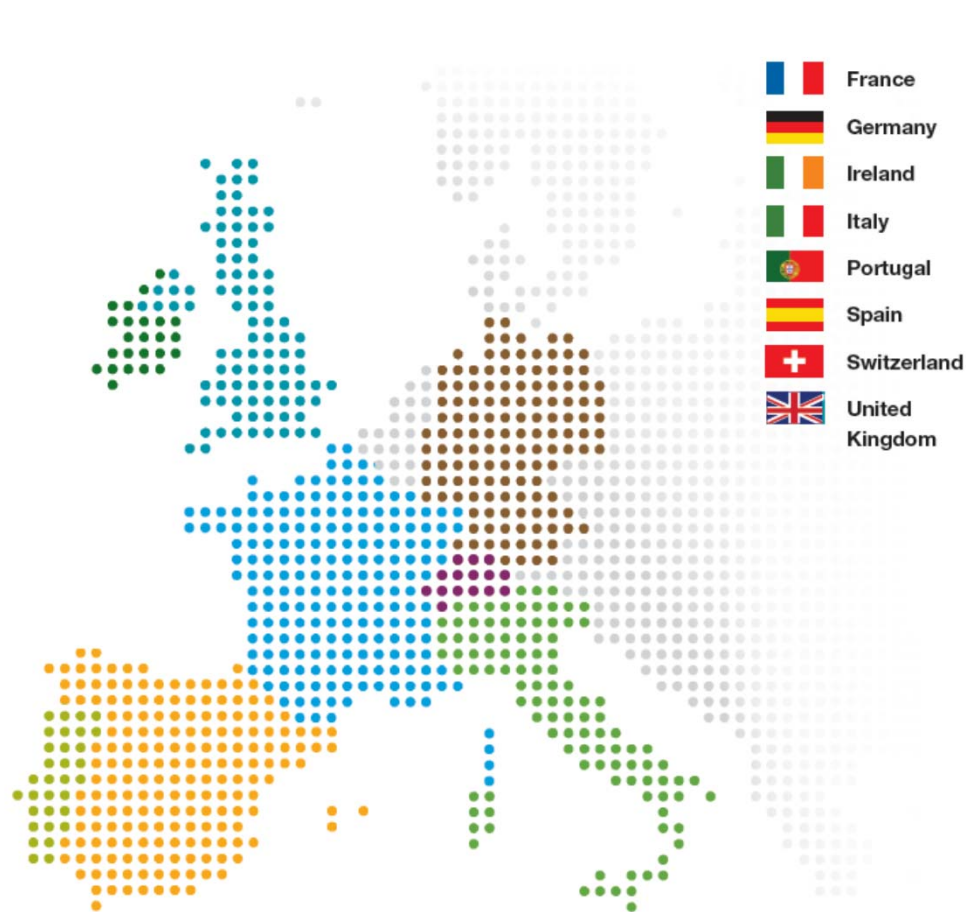 France
Germany
Ireland
Italy
Portugal
Spain
Switzerland
United
Kingdom